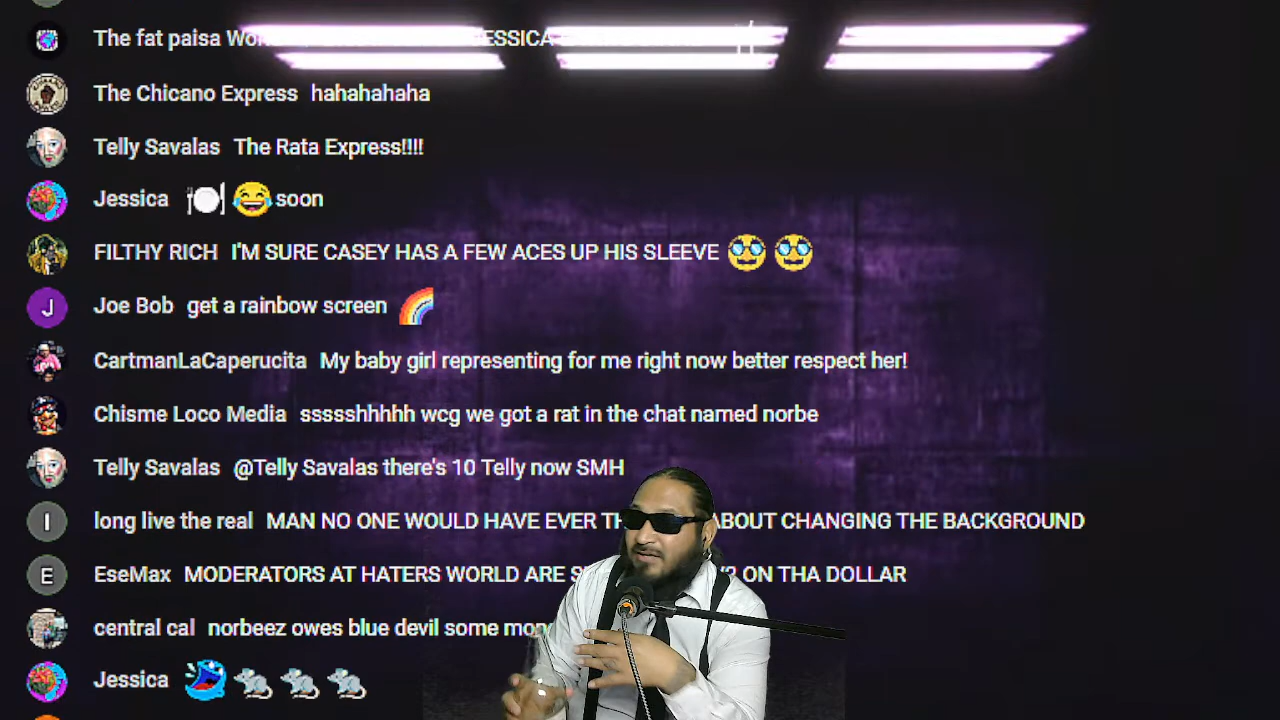 The fat paisa ESSICA
The Chicano Express hahahahaha
Telly Savalas The Rata Express!!!!
Jessica 🍽️😂soon
FILTHY RICH I'M SURE CASEY HAS A FEW ACES UP HIS SLEEVE 🥸 🥸
Joe Bob get a rainbow screen 🌈
CartmanLaCaperucita My baby girl representing for me right now better respect her!
Chisme Loco Media ssssshhhhh wcg we got a rat in the chat named norbe
Telly Savalas @Telly Savalas there's 10 Telly now SMH
I long live the real MAN NO ONE WOULD HAVE EVER TH ABOUT CHANGING THE BACKGROUND
E EseMax MODERATORS AT HATERS WORLD ARE S ON THA DOLLAR
central cal norbeez owes blue devil some mon
Jessica 🐀🐀🐀
J